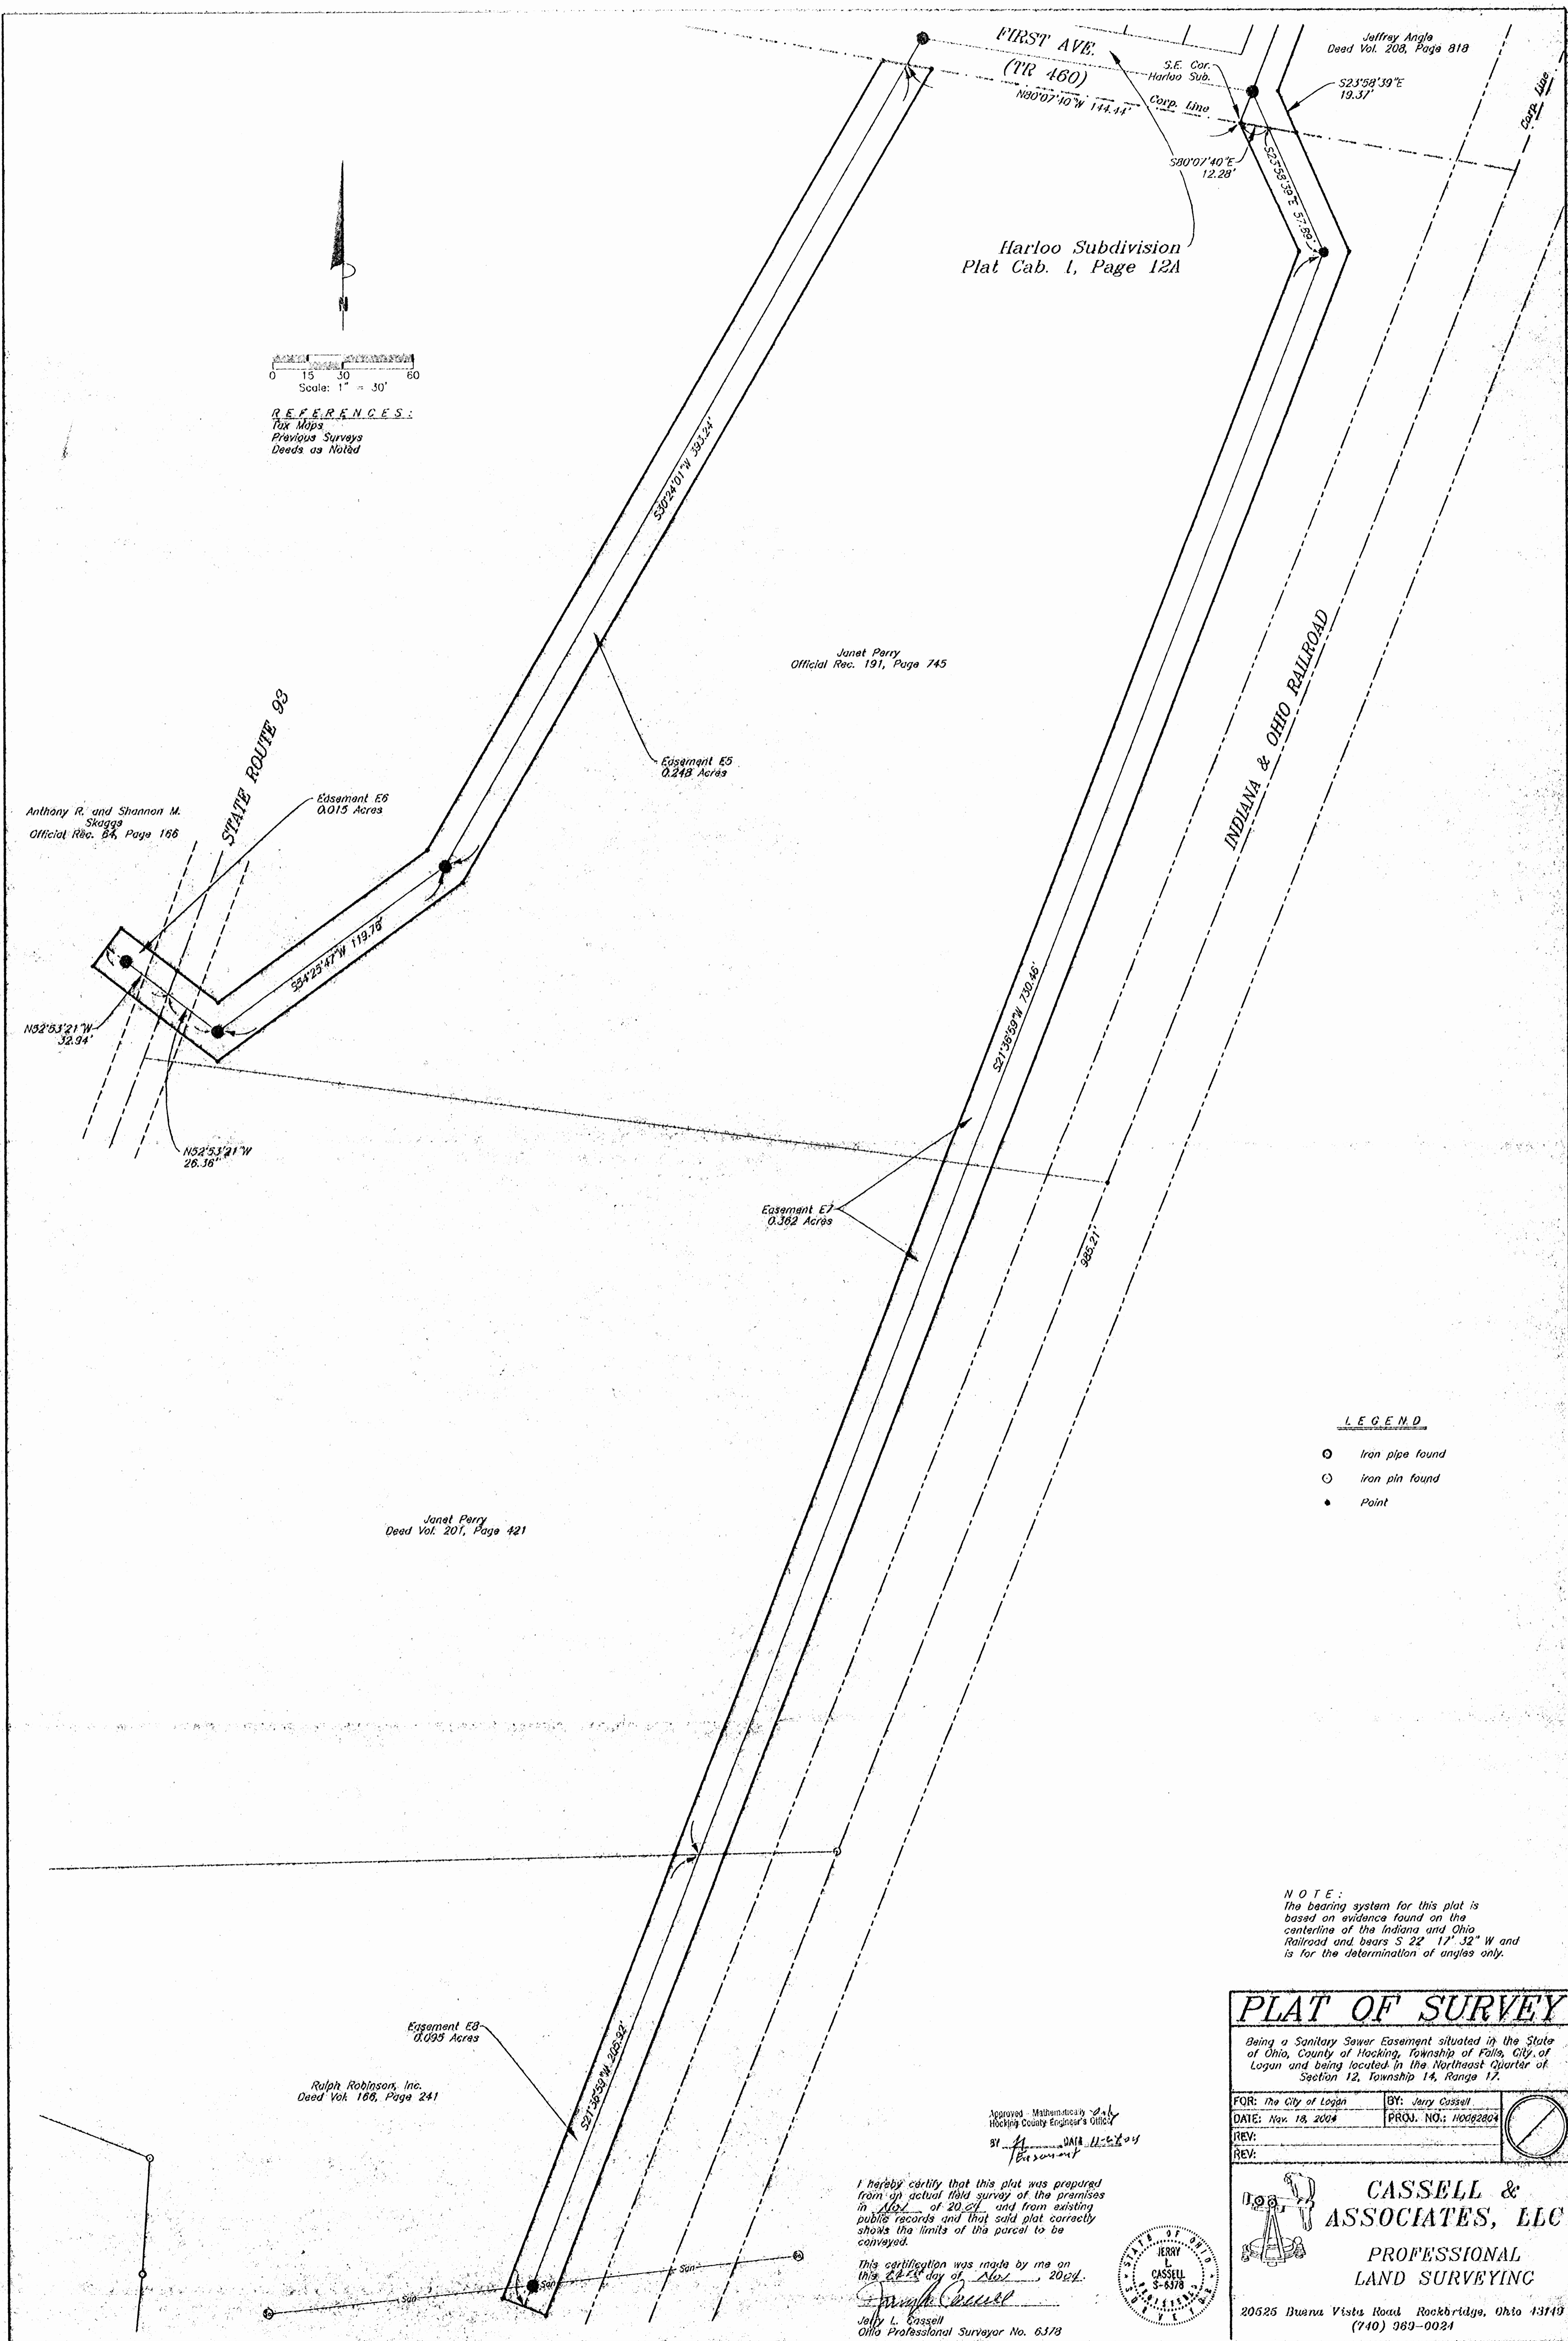 FIRST AVE.
(TR 460)
N80°07'40"W 144.44'
Corp. Line
S.E. Cor.
Harloo Sub.
Jeffrey Angle
Deed Vol. 208, Page 818
S23°58'39"E
19.37'
Corp. Line
S80°07'40"E
12.28'
S23°58'39"E 57.89'
Harloo Subdivision
Plat Cab. 1, Page 12A
N
0 15 30 60
Scale: 1" = 30'
REFERENCES:
Tax Maps
Previous Surveys
Deeds as Noted
S30°24'01"W 393.24'
Janet Perry
Official Rec. 191, Page 745
INDIANA & OHIO RAILROAD
STATE ROUTE 93
Easement E5
0.248 Acres
Easement E6
0.015 Acres
Anthony R. and Shannon M.
Skaggs
Official Rec. 64, Page 166
S54°25'47"W 119.76'
N52°53'21"W
32.94'
N52°53'21"W
26.36'
S21°36'59"W 730.46'
Easement E7
0.362 Acres
985.21'
LEGEND
Iron pipe found
iron pin found
Point
Janet Perry
Deed Vol. 201, Page 421
NOTE:
The bearing system for this plat is
based on evidence found on the
centerline of the Indiana and Ohio
Railroad and bears S 22° 17' 32" W and
is for the determination of angles only.
Easement E8
0.095 Acres
S21°36'59"W 205.92'
Ralph Robinson, Inc.
Deed Vol. 166, Page 241
San
San
San
Approved - Mathematically Only
Hocking County Engineer's Office
BY DATE
Easement
I hereby certify that this plat was prepared
from an actual field survey of the premises
in Nov. of 2004 and from existing
public records and that said plat correctly
shows the limits of the parcel to be
conveyed.
This certification was made by me on
this day of Nov. , 2004.
Jerry L. Cassell
Ohio Professional Surveyor No. 6378
STATE OF OHIO
JERRY
L.
CASSELL
S-6378
REGISTERED
SURVEYOR
PLAT OF SURVEY
Being a Sanitary Sewer Easement situated in the State
of Ohio, County of Hocking, Township of Falls, City of
Logan and being located in the Northeast Quarter of
Section 12, Township 14, Range 17.
FOR: The City of Logan BY: Jerry Cassell
DATE: Nov. 18, 2004 PROJ. NO.:
REV:
REV:
CASSELL &
ASSOCIATES, LLC
PROFESSIONAL
LAND SURVEYING
20525 Buena Vista Road Rockbridge, Ohio 43149
(740) 969-0024